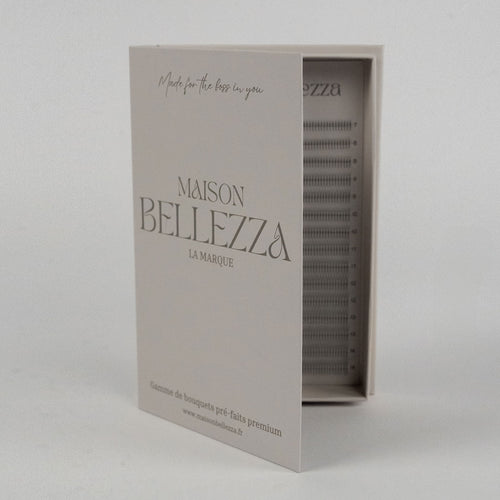 Made for the boss in you
MAISON
BELLEZZA
LA MARQUE
Gamme de bouquets pré-faits premium
www.maisonbellezza.fr
ezza